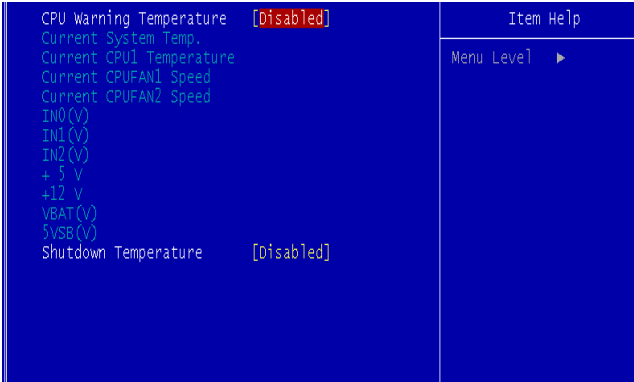 CPU Warning Temperature [Disabled]
Current System Temp.
Current CPU1 Temperature
Current CPUFAN1 Speed
Current CPUFAN2 Speed
IN0(V)
IN1(V)
IN2(V)
+ 5 V
+12 V
VBAT(V)
5VSB(V)
Shutdown Temperature [Disabled]
Item Help
Menu Level ▶